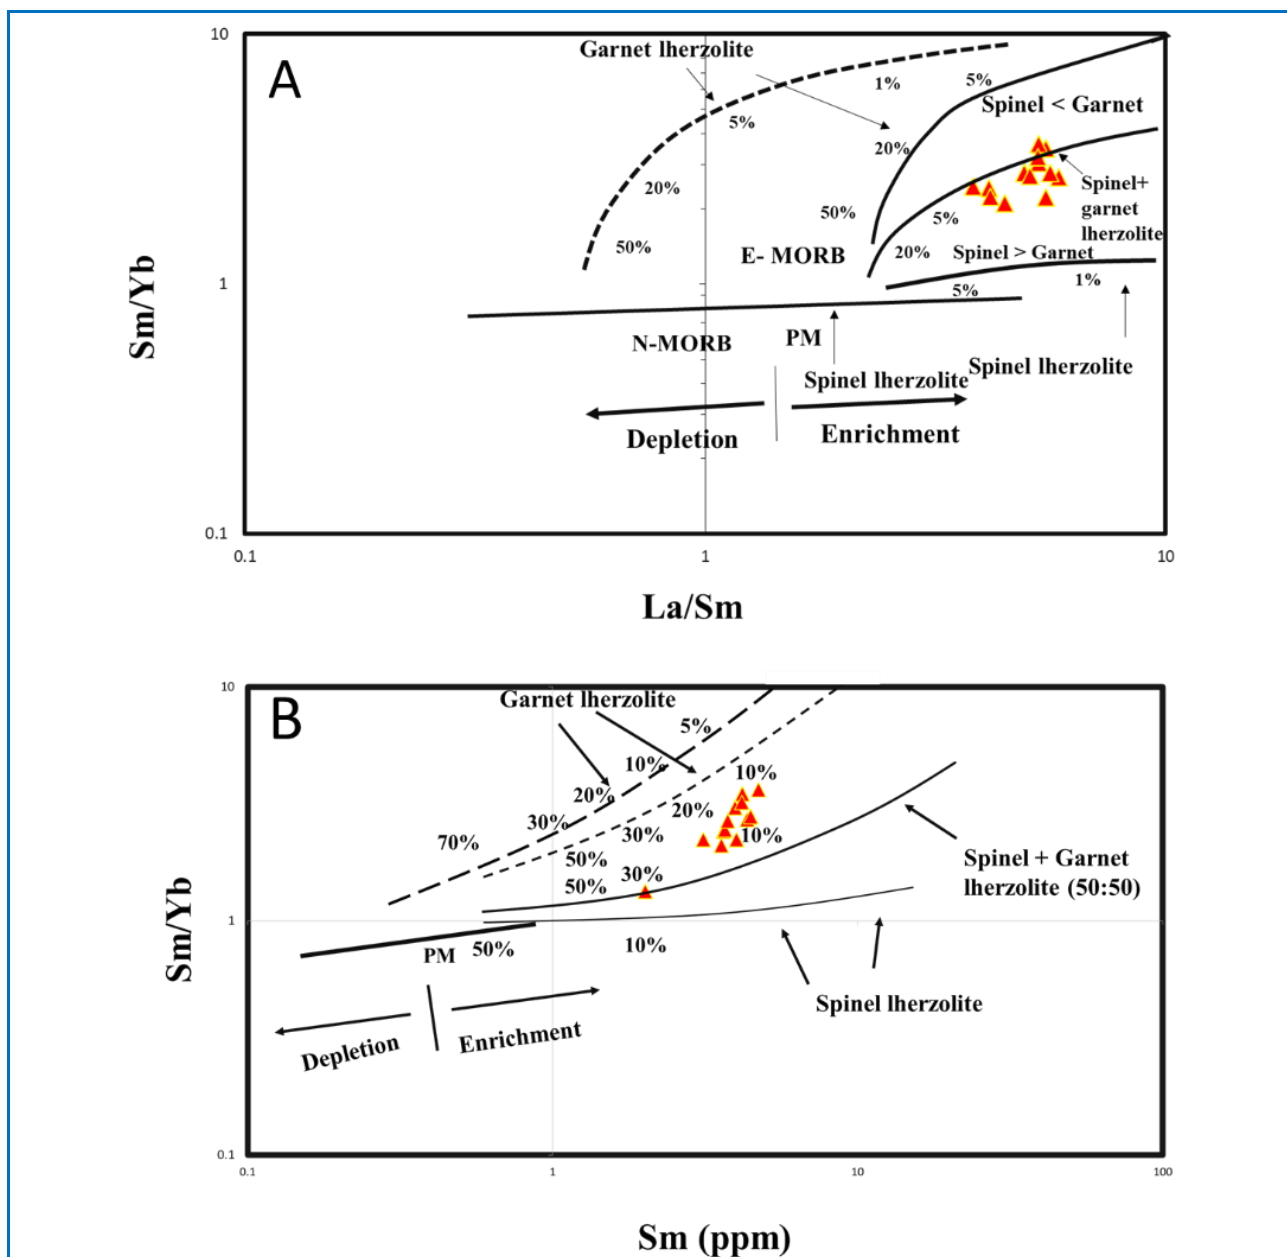 A
10
Garnet lherzolite
1%
5%
Spinel < Garnet
5%
20%
20%
Spinel+
garnet
lherzolite
50%
5%
50%
E- MORB
20%
Spinel > Garnet
1
5%
1%
N-MORB
PM
Spinel lherzolite
Spinel lherzolite
Depletion
Enrichment
0.1
0.1
1
10
Sm/Yb
La/Sm
B
10
Garnet lherzolite
5%
10%
10%
20%
20%
30%
30%
10%
70%
50%
30%
50%
Spinel + Garnet
lherzolite (50:50)
1
PM
50%
10%
Spinel lherzolite
Depletion
Enrichment
0.1
0.1
1
10
100
Sm/Yb
Sm (ppm)